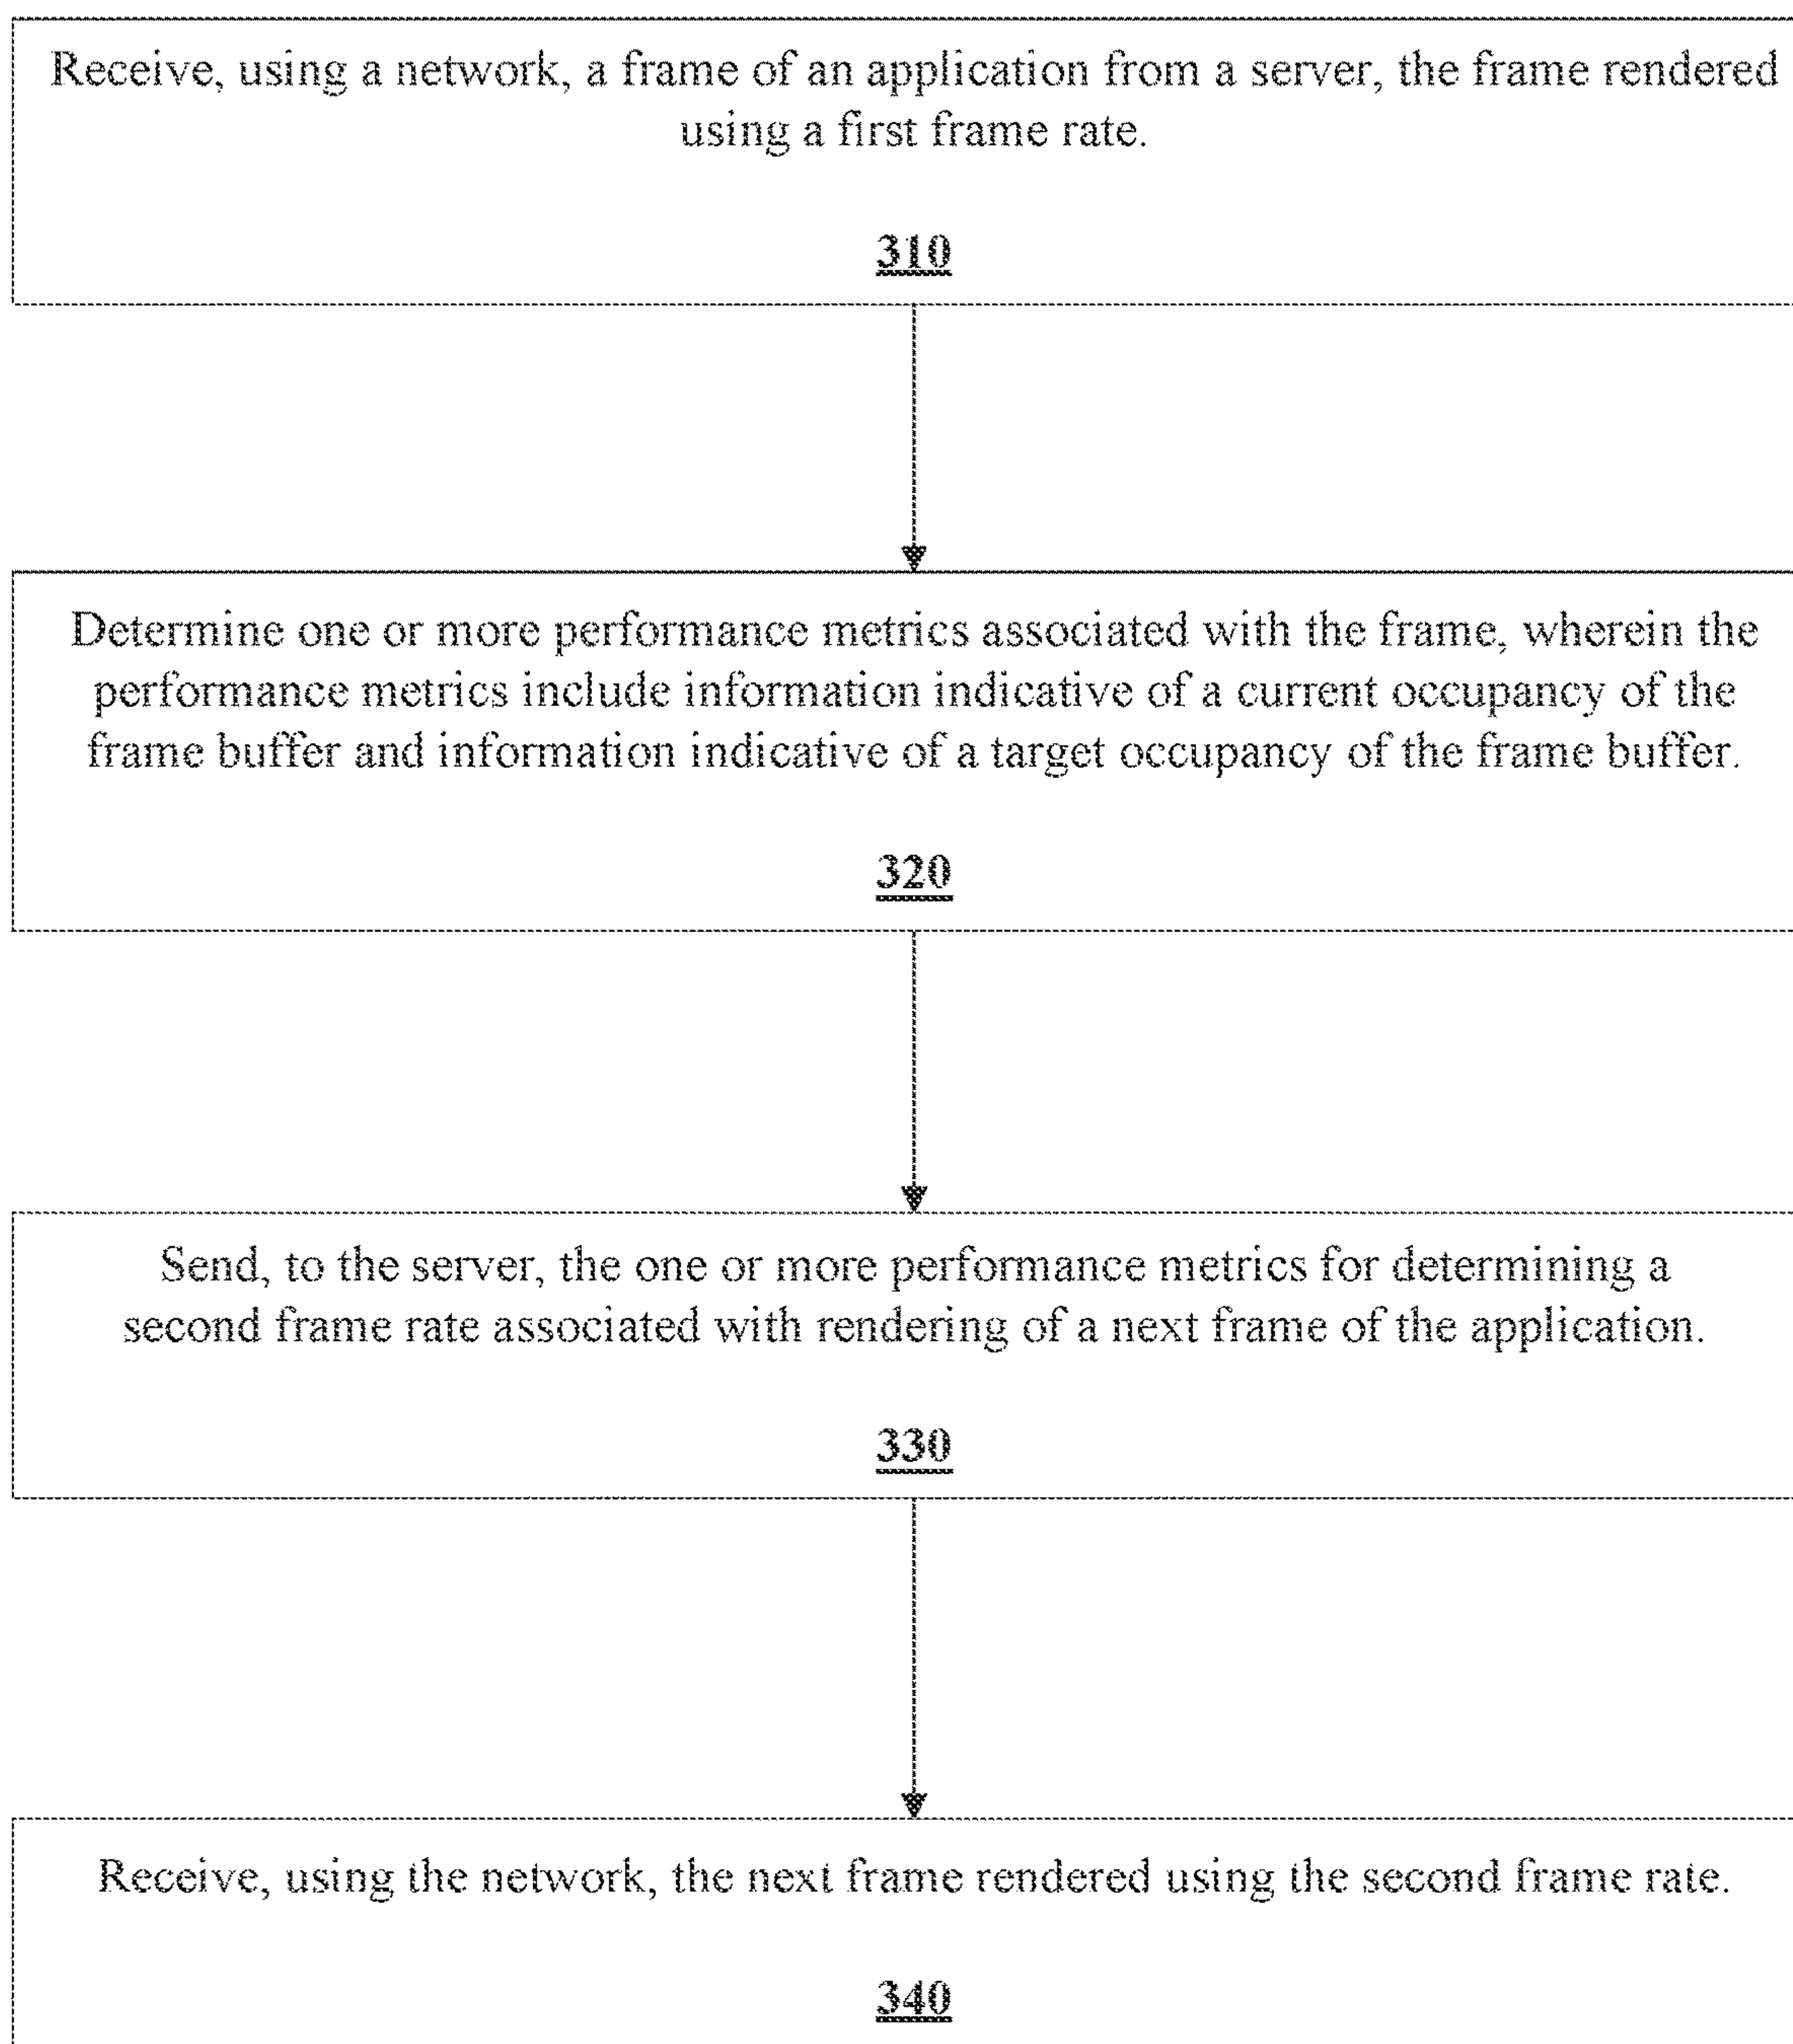 Receive, using a network, a frame of an application from a server, the frame rendered
using a first frame rate.
310
Determine one or more performance metrics associated with the frame, wherein the
performance metrics include information indicative of a current occupancy of the
frame buffer and information indicative of a target occupancy of the frame buffer.
320
Send, to the server, the one or more performance metrics for determining a
second frame rate associated with rendering of a next frame of the application.
330
Receive, using the network, the next frame rendered using the second frame rate.
340